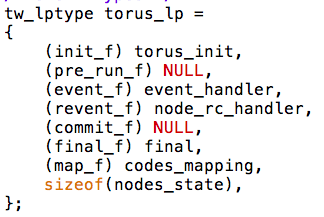 tw_lptype torus_lp =
{
    (init_f) torus_init,
    (pre_run_f) NULL,
    (event_f) event_handler,
    (revent_f) node_rc_handler,
    (commit_f) NULL,
    (final_f) final,
    (map_f) codes_mapping,
    sizeof(nodes_state),
};